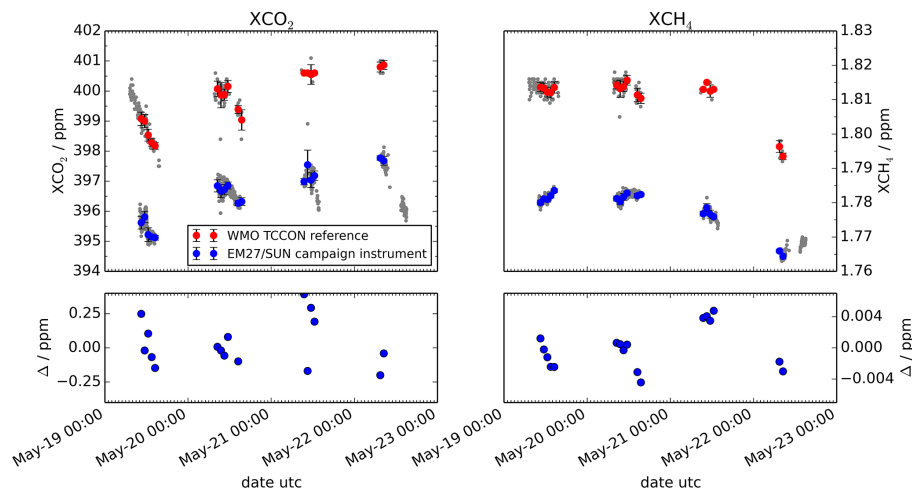 XCO₂
XCH₄
402
401
400
399
398
397
396
395
394
XCO₂ / ppm
WMO TCCON reference
EM27/SUN campaign instrument
1.83
1.82
1.81
1.80
1.79
1.78
1.77
1.76
XCH₄ / ppm
0.25
0.00
−0.25
Δ / ppm
0.004
0.000
−0.004
Δ / ppm
May-19 00:00
May-20 00:00
May-21 00:00
May-22 00:00
May-23 00:00
May-19 00:00
May-20 00:00
May-21 00:00
May-22 00:00
May-23 00:00
date utc
date utc